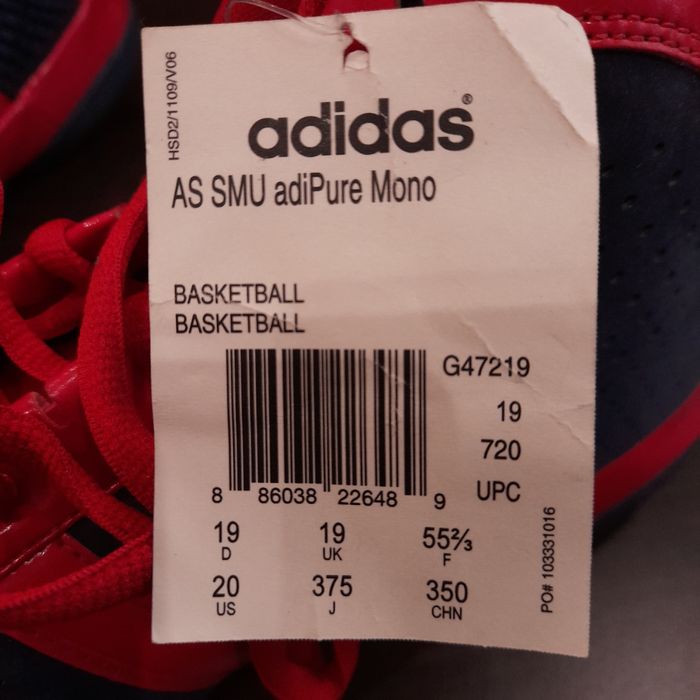 HSD2/1109/V06
adidas®
AS SMU adiPure Mono
BASKETBALL
BASKETBALL
G47219
19
720
UPC
8 86038 22648 9
19 19 55⅔
D UK F
20 375 350
US J CHN
PO# 103331016